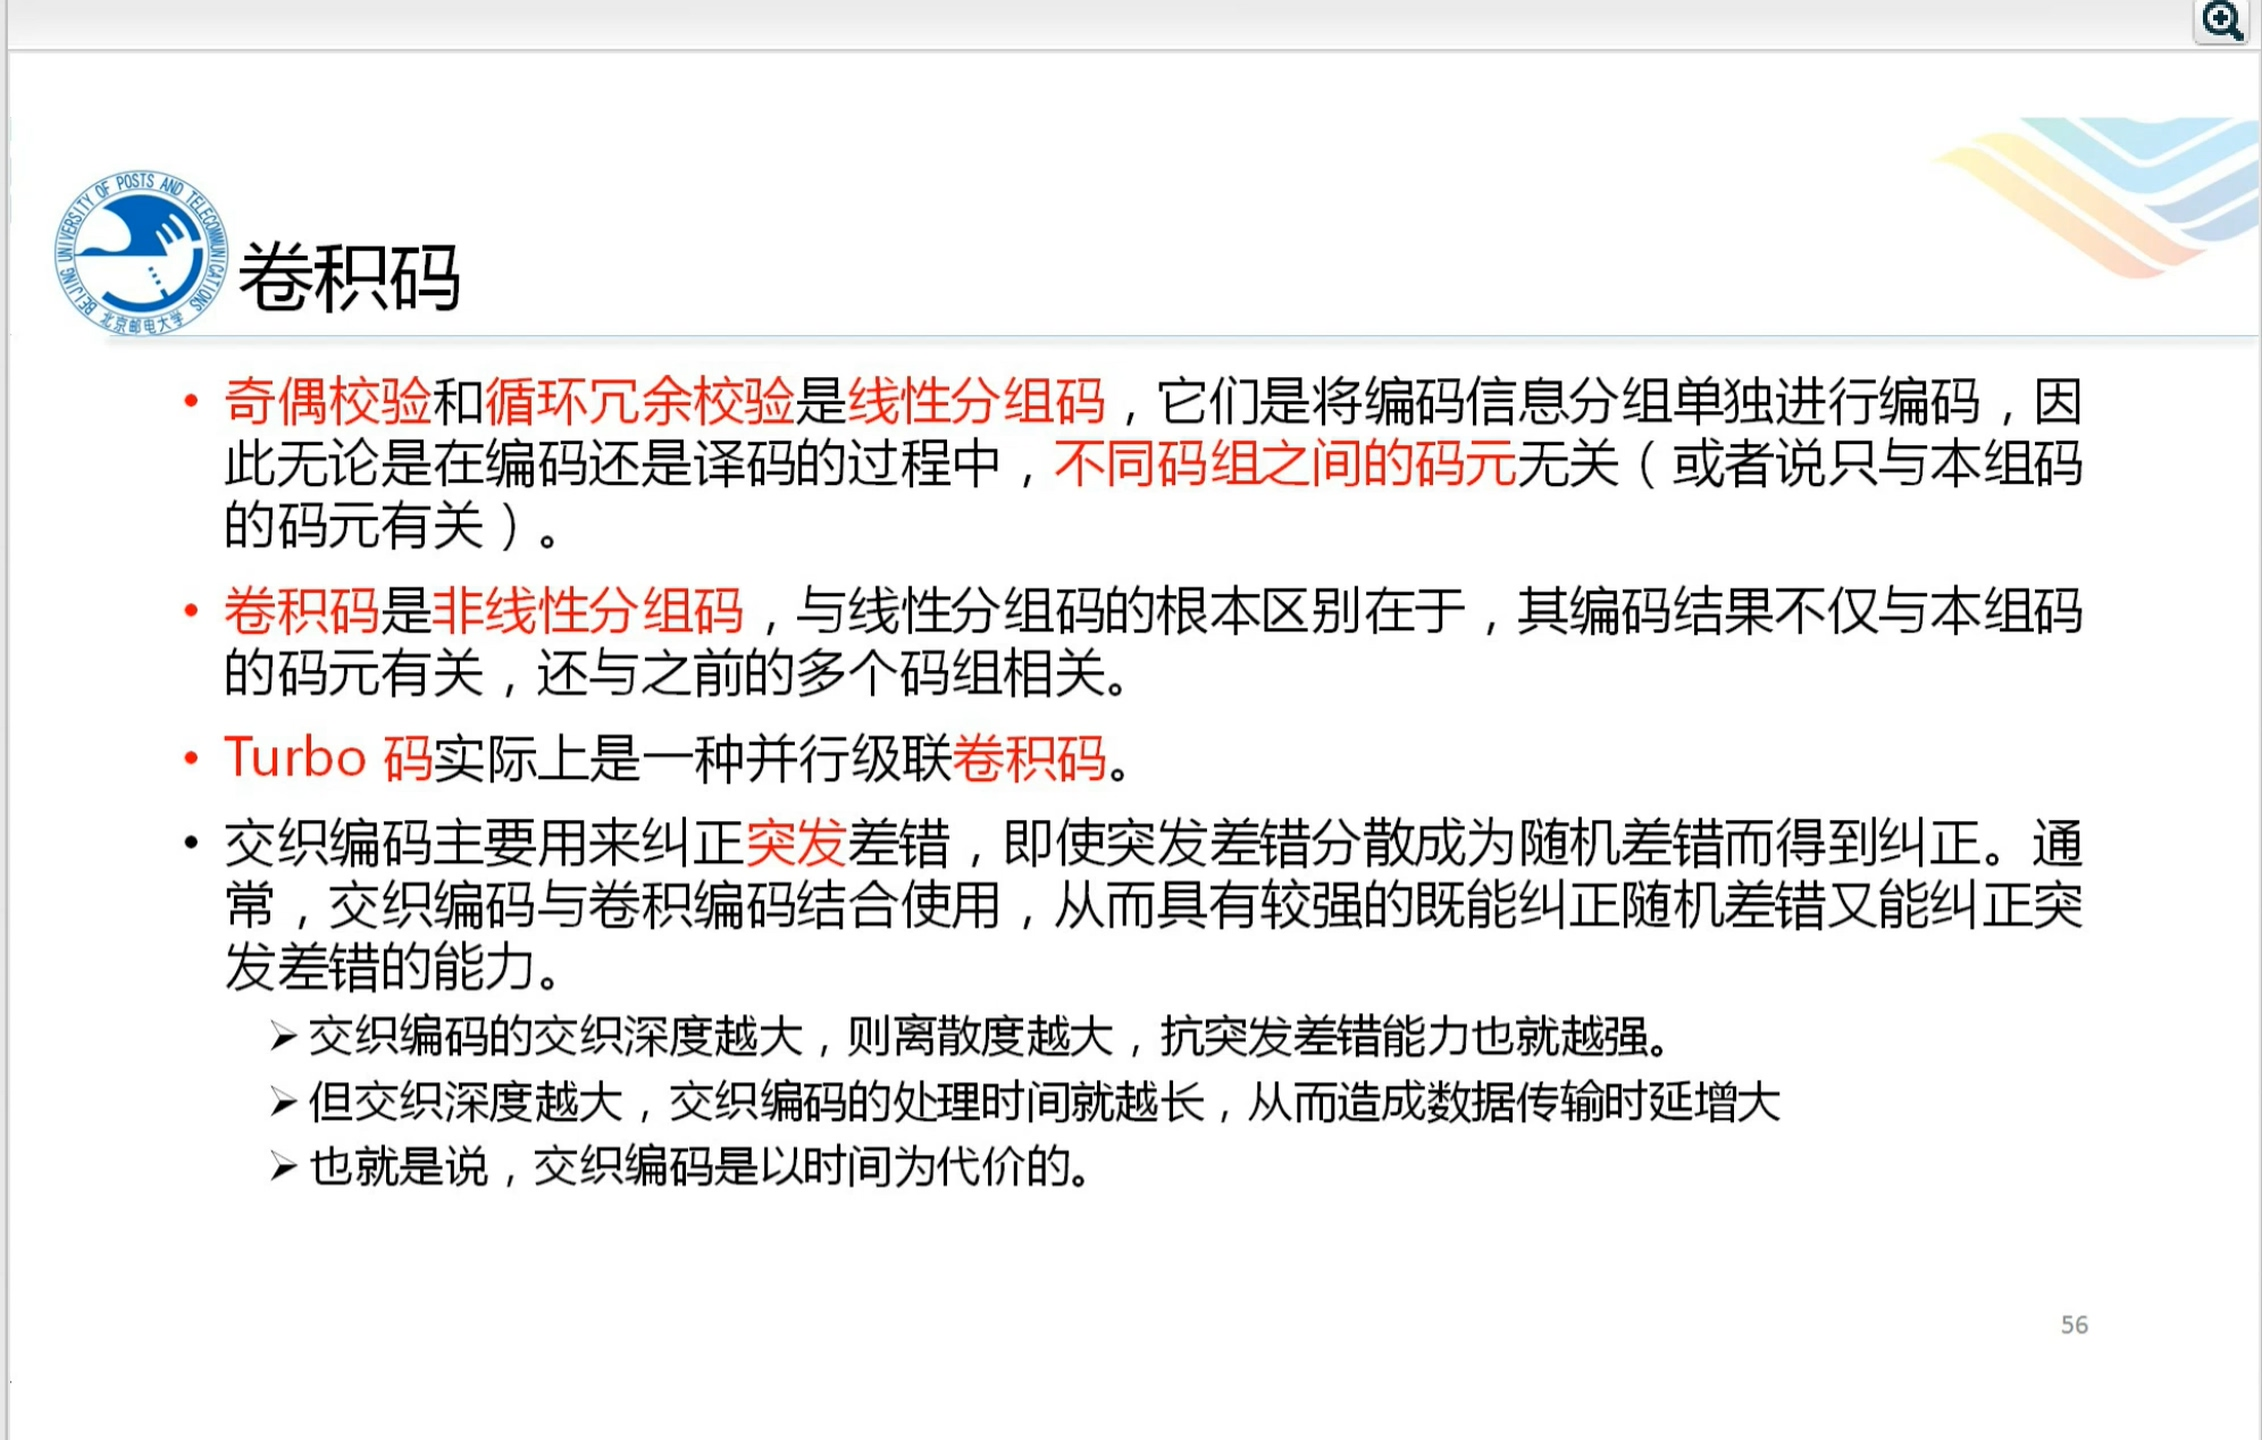 BEIJING UNIVERSITY OF POSTS AND TELECOMMUNICATIONS
北京邮电大学
卷积码
• 奇偶校验和循环冗余校验是线性分组码，它们是将编码信息分组单独进行编码，因
此无论是在编码还是译码的过程中，不同码组之间的码元无关（或者说只与本组码
的码元有关）。
• 卷积码是非线性分组码，与线性分组码的根本区别在于，其编码结果不仅与本组码
的码元有关，还与之前的多个码组相关。
• Turbo 码实际上是一种并行级联卷积码。
• 交织编码主要用来纠正突发差错，即使突发差错分散成为随机差错而得到纠正。通
常，交织编码与卷积编码结合使用，从而具有较强的既能纠正随机差错又能纠正突
发差错的能力。
➢ 交织编码的交织深度越大，则离散度越大，抗突发差错能力也就越强。
➢ 但交织深度越大，交织编码的处理时间就越长，从而造成数据传输时延增大
➢ 也就是说，交织编码是以时间为代价的。
56